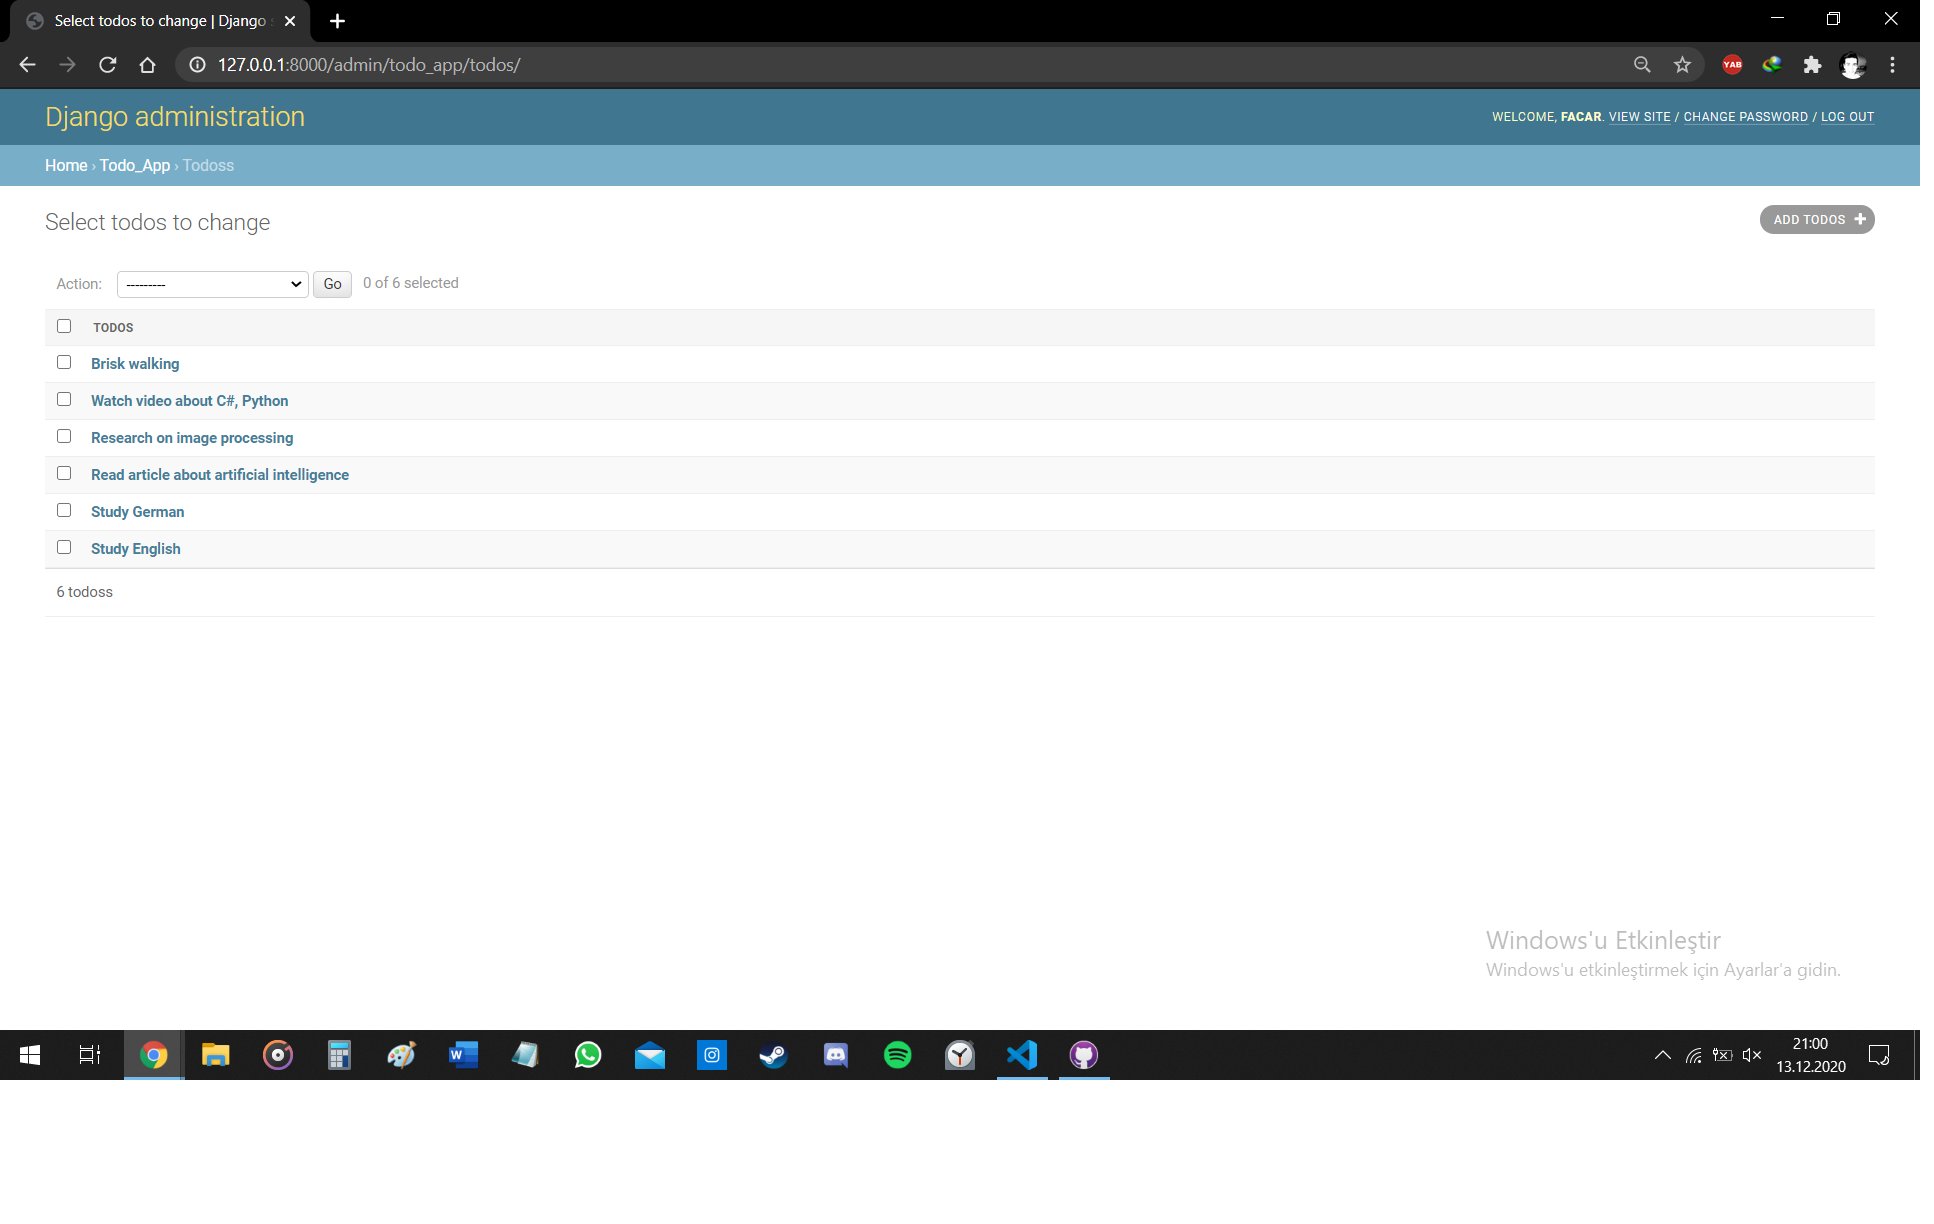 Select todos to change | Django s
127.0.0.1:8000/admin/todo_app/todos/
YAB
Django administration
WELCOME, FACAR. VIEW SITE / CHANGE PASSWORD / LOG OUT
Home › Todo_App › Todoss
Select todos to change
ADD TODOS +
Action: --------- Go 0 of 6 selected
TODOS
Brisk walking
Watch video about C#, Python
Research on image processing
Read article about artificial intelligence
Study German
Study English
6 todoss
Windows'u Etkinleştir
Windows'u etkinleştirmek için Ayarlar'a gidin.
21:00
13.12.2020